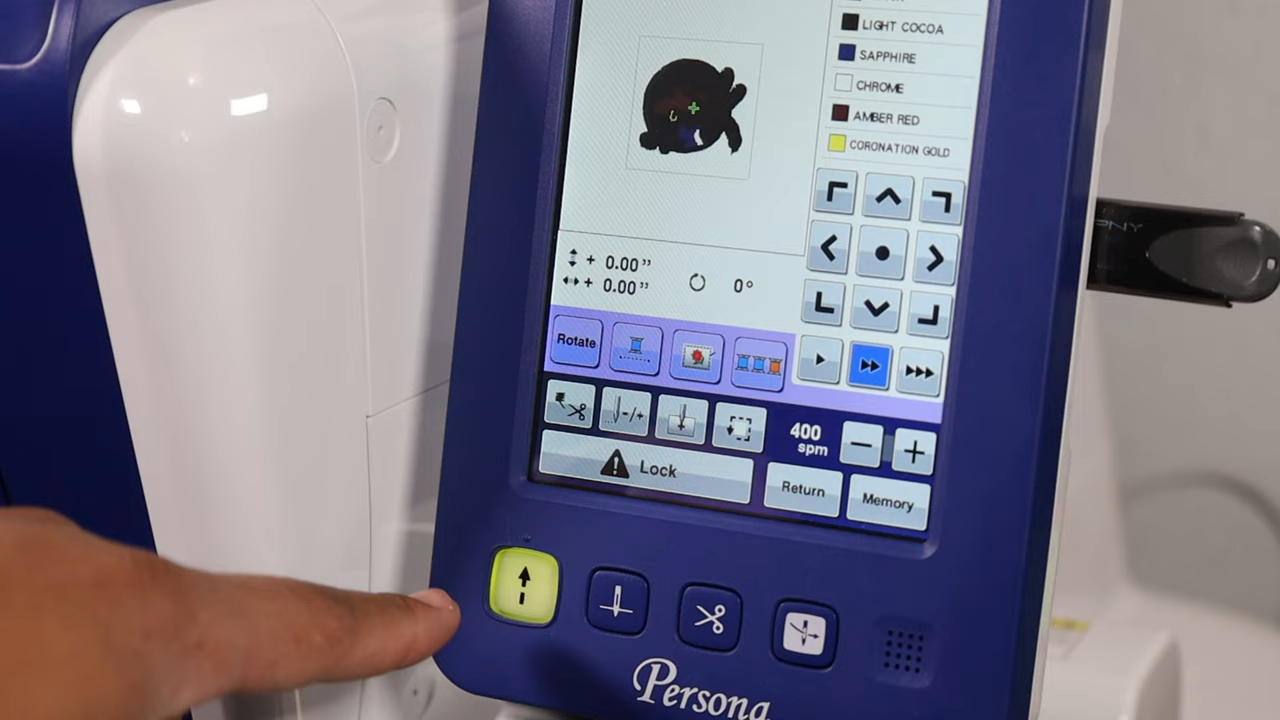 LIGHT COCOA
SAPPHIRE
CHROME
AMBER RED
CORONATION GOLD
+ 0.00"
+ 0.00"
0°
Rotate
-/+
400
spm
Lock
Return
Memory
Persona
PNY